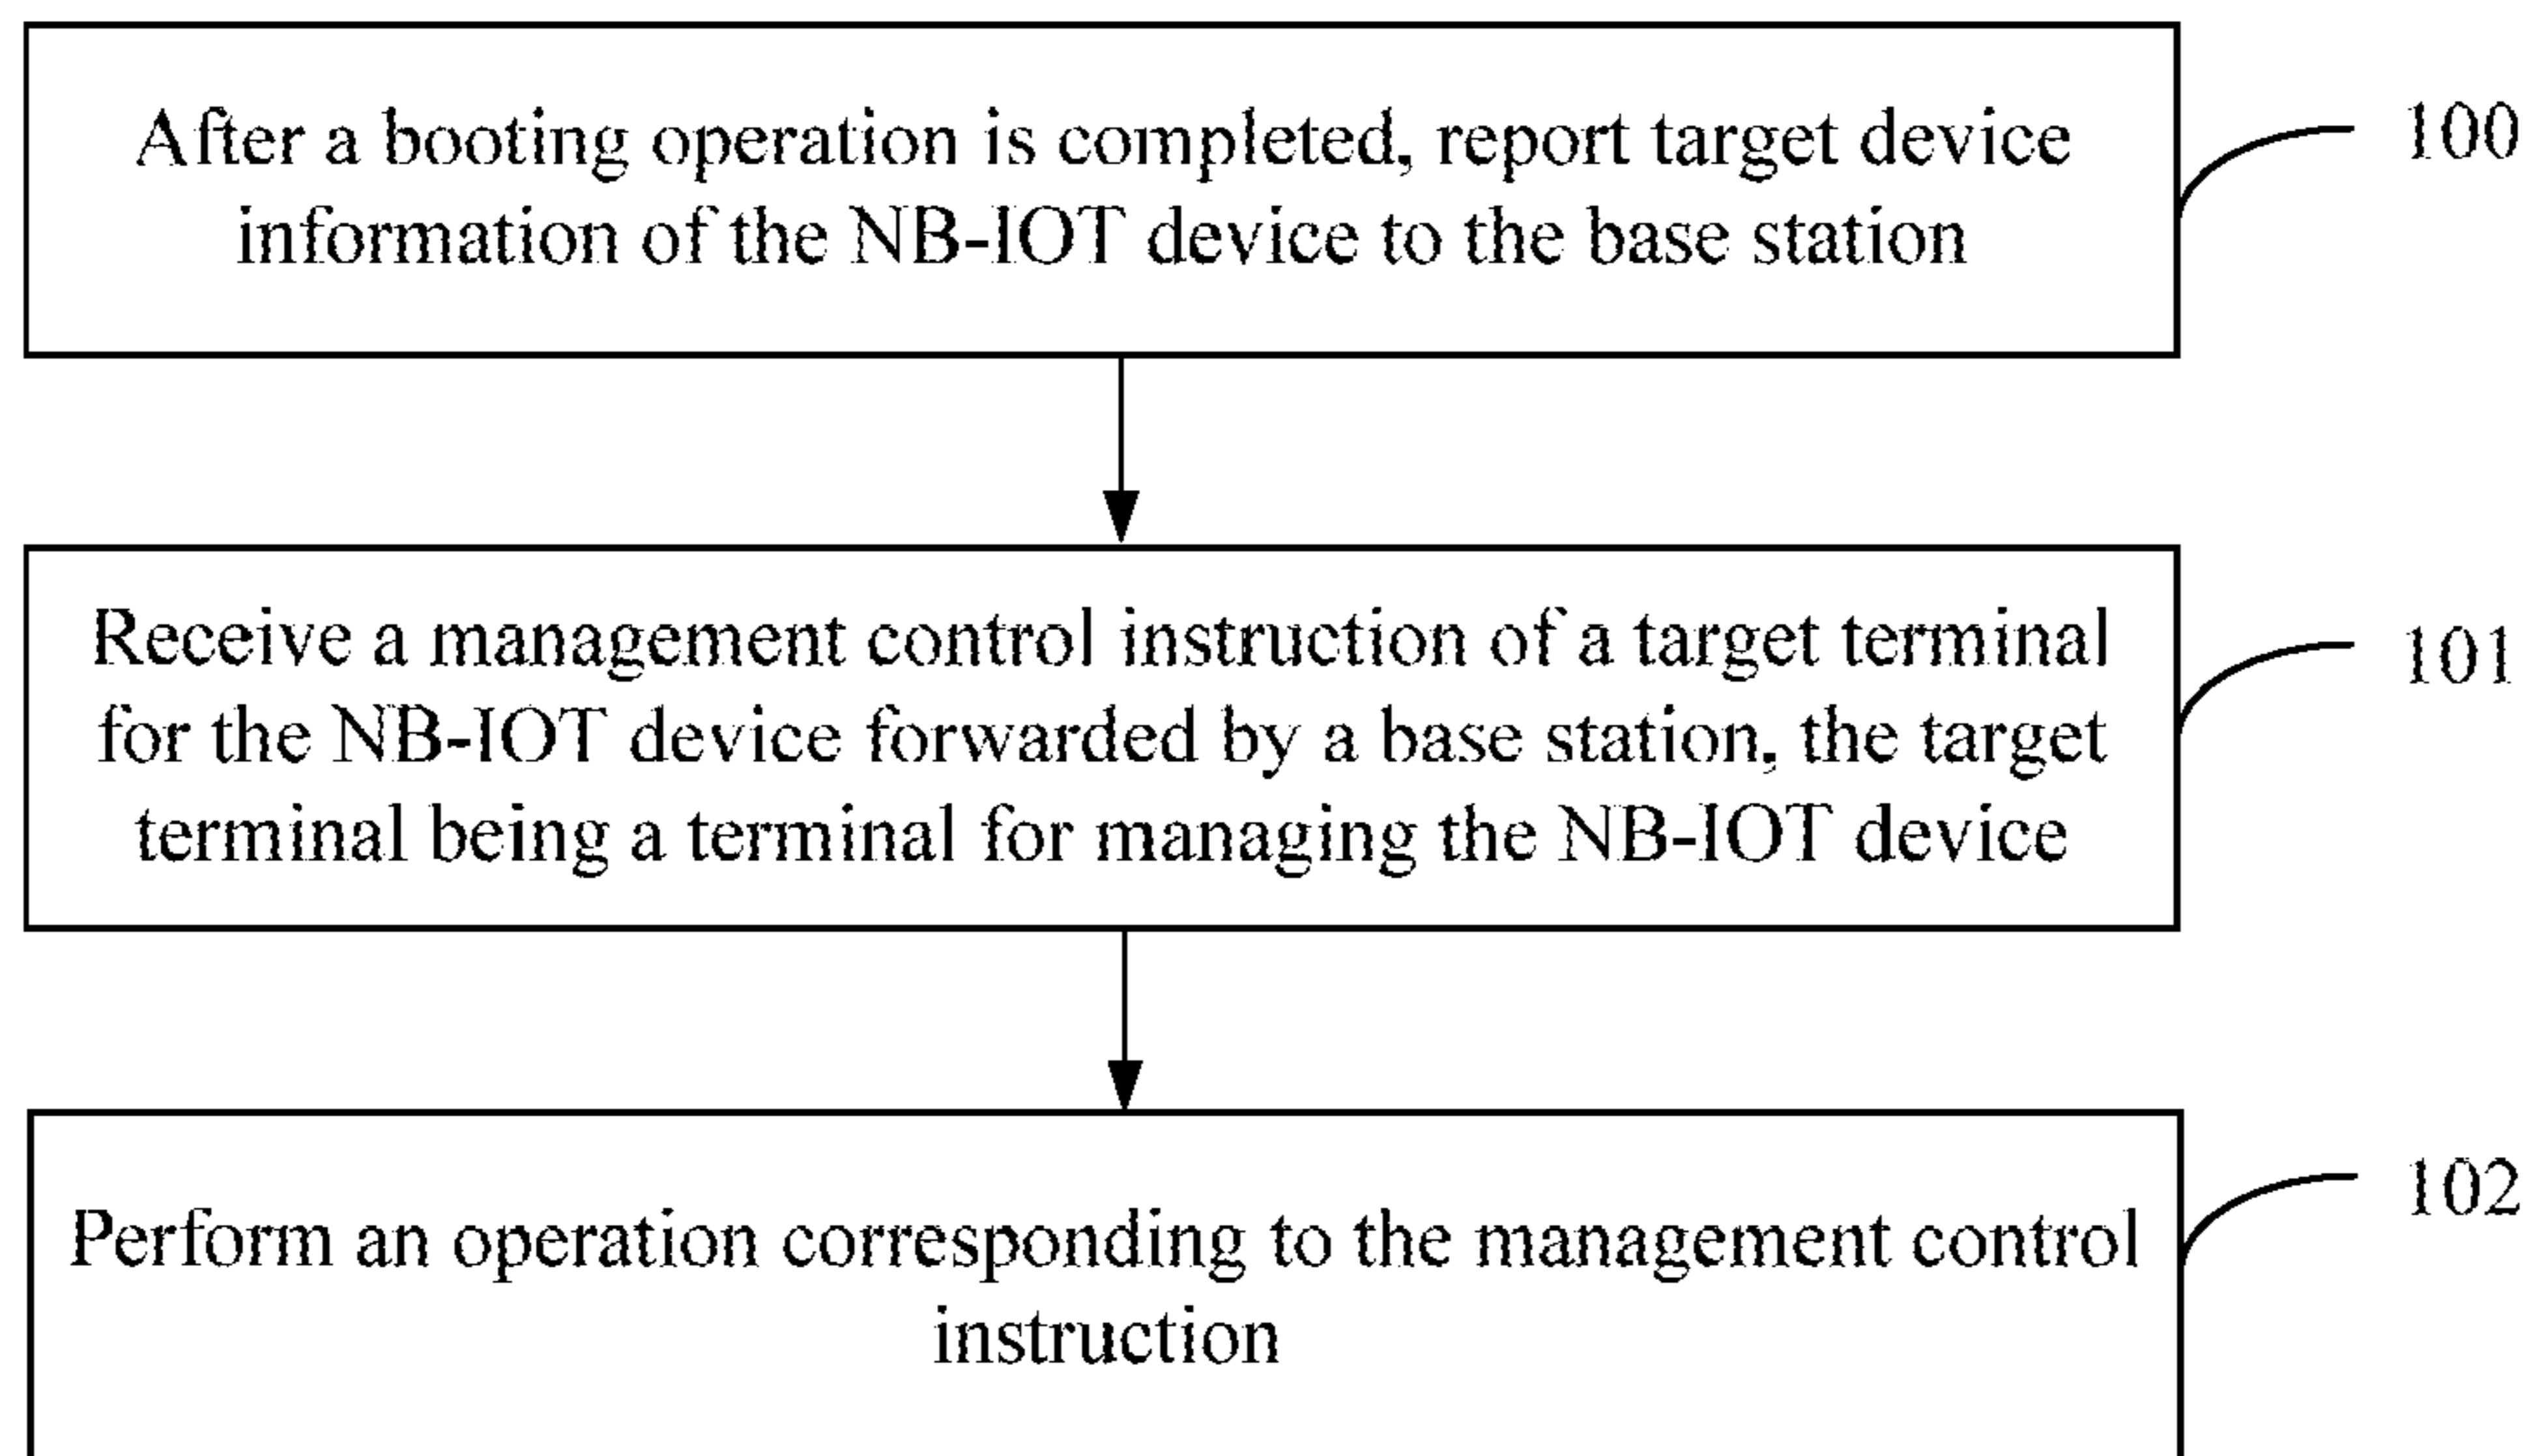 After a booting operation is completed, report target device
information of the NB-IOT device to the base station
100
Receive a management control instruction of a target terminal
for the NB-IOT device forwarded by a base station, the target
terminal being a terminal for managing the NB-IOT device
101
Perform an operation corresponding to the management control
instruction
102